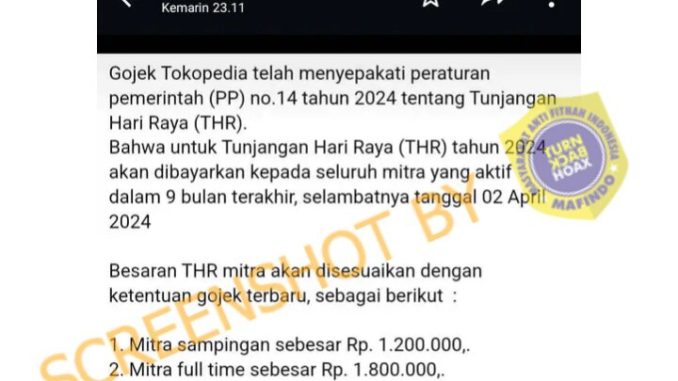 Kemarin 23.11
Gojek Tokopedia telah menyepakati peraturan
pemerintah (PP) no.14 tahun 2024 tentang Tunjangan
Hari Raya (THR).
Bahwa untuk Tunjangan Hari Raya (THR) tahun 2024
akan dibayarkan kepada seluruh mitra yang aktif
dalam 9 bulan terakhir, selambatnya tanggal 02 April
2024
Besaran THR mitra akan disesuaikan dengan
ketentuan gojek terbaru, sebagai berikut :
1. Mitra sampingan sebesar Rp. 1.200.000,.
2. Mitra full time sebesar Rp. 1.800.000,.
SCREENSHOT BY
MASYARAKAT ANTI FITNAH INDONESIA
TURN
BACK
HOAX
MAFINDO